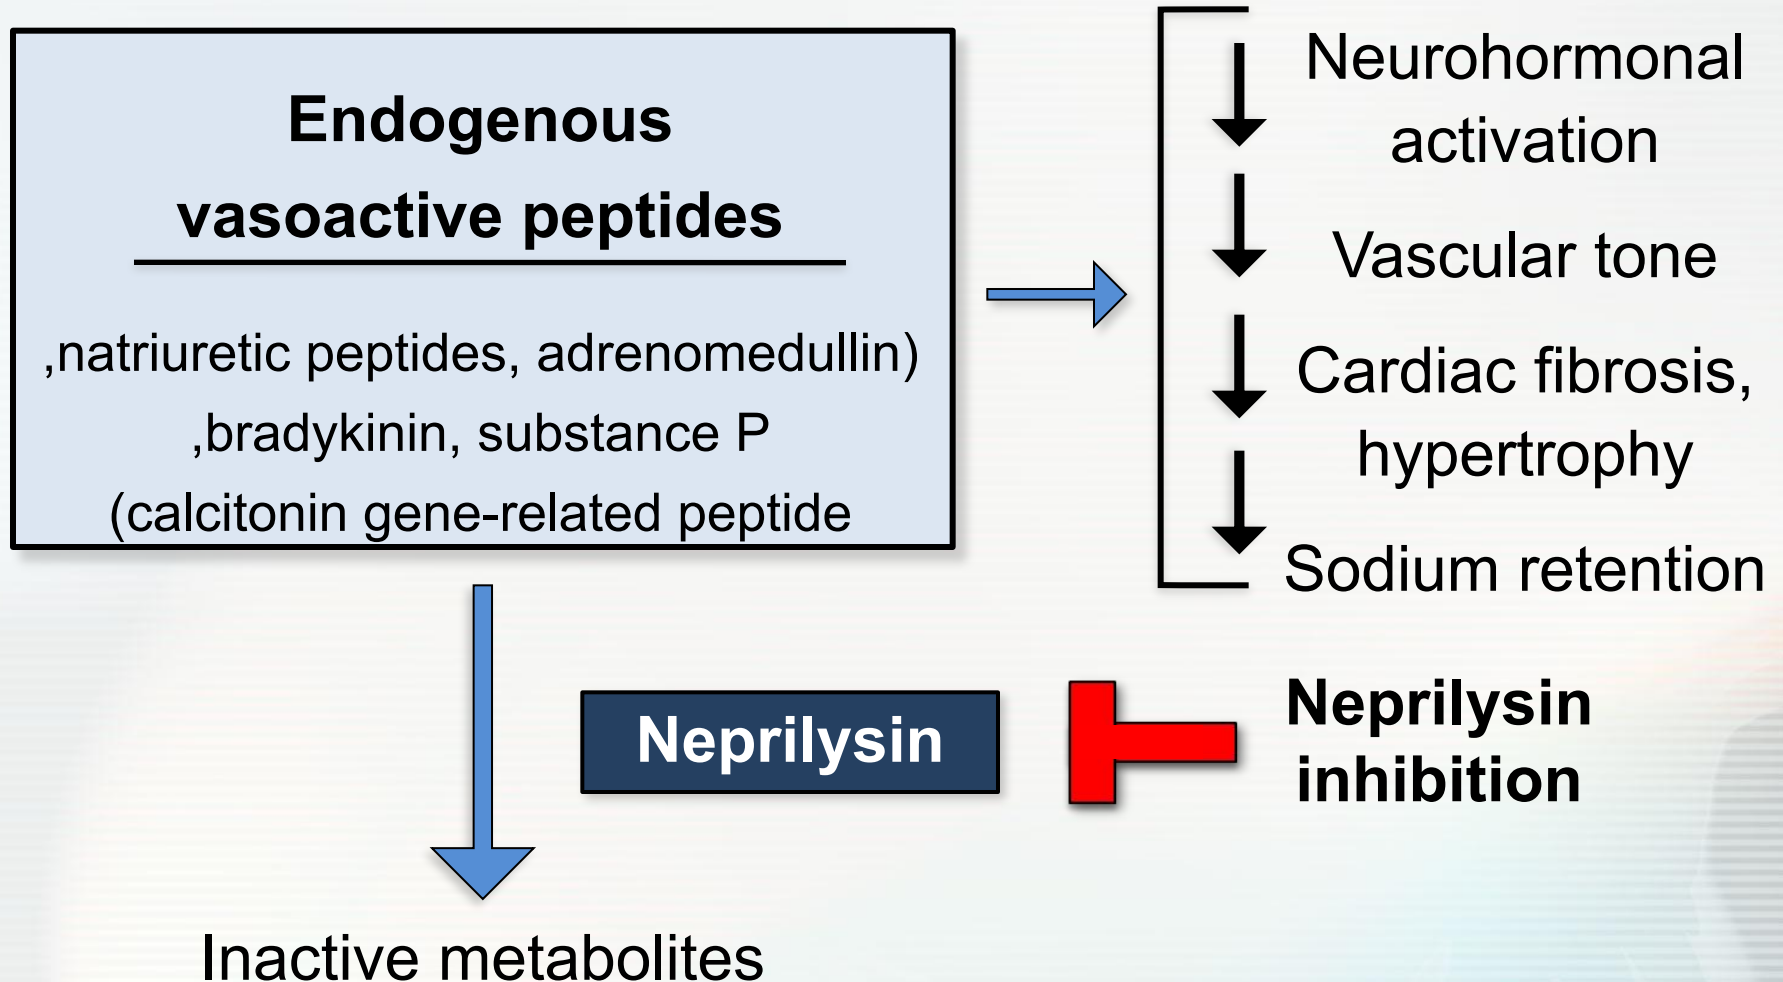 Endogenous
vasoactive peptides
,natriuretic peptides, adrenomedullin)
,bradykinin, substance P
(calcitonin gene-related peptide
Neurohormonal
activation
Vascular tone
Cardiac fibrosis,
hypertrophy
Sodium retention
Neprilysin
Neprilysin
inhibition
Inactive metabolites